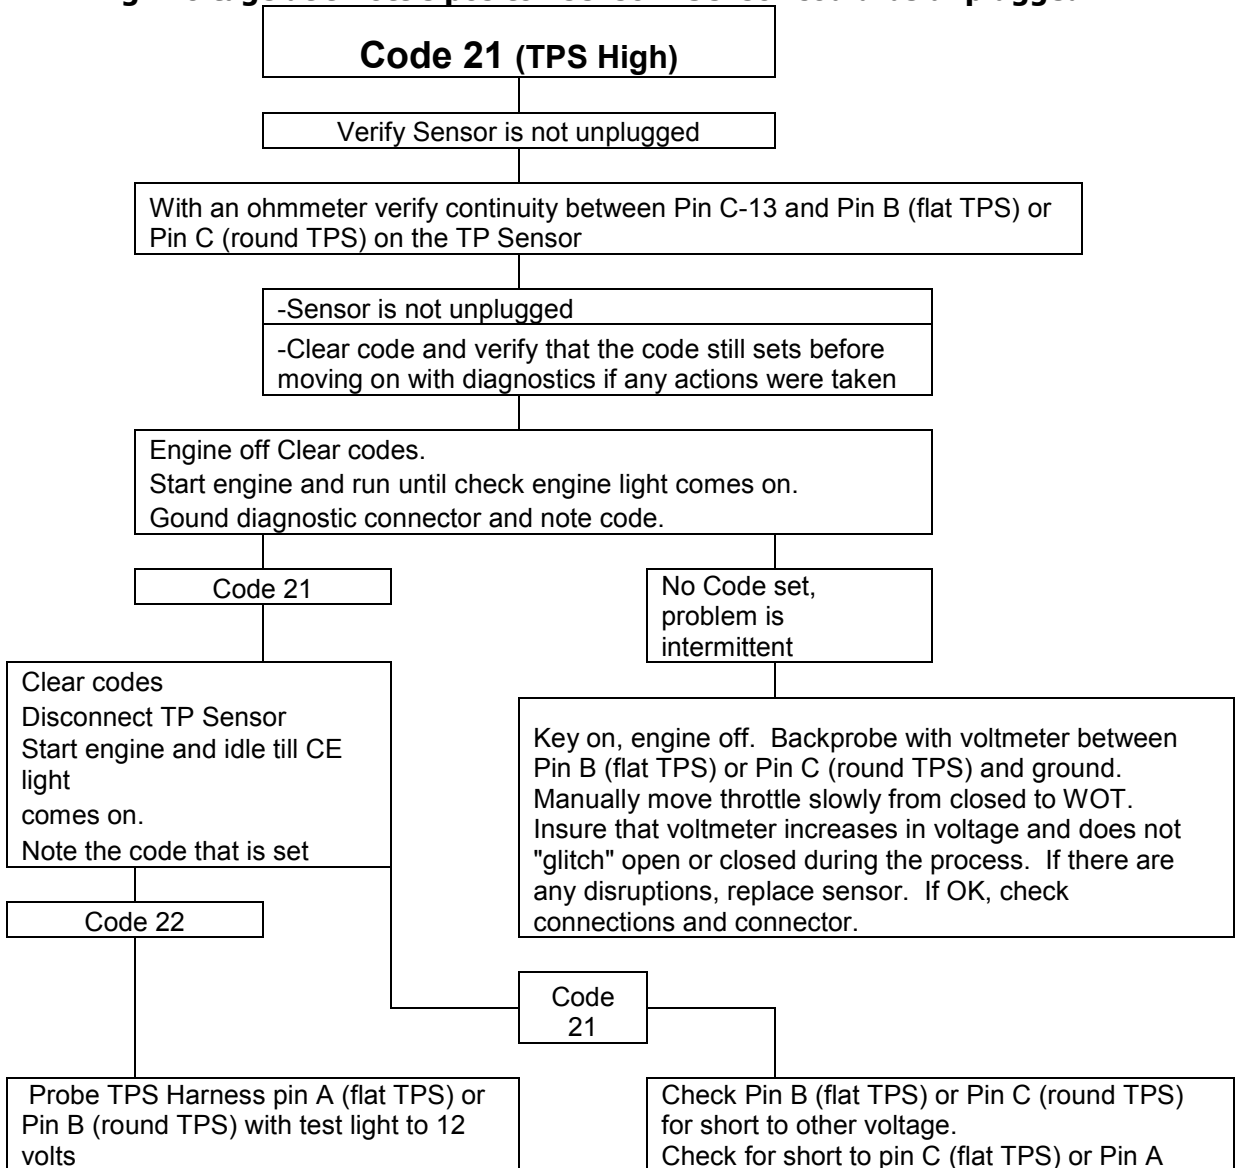 Code 21 (TPS High)
Verify Sensor is not unplugged
With an ohmmeter verify continuity between Pin C-13 and Pin B (flat TPS) or
Pin C (round TPS) on the TP Sensor
-Sensor is not unplugged
-Clear code and verify that the code still sets before
moving on with diagnostics if any actions were taken
Engine off Clear codes.
Start engine and run until check engine light comes on.
Gound diagnostic connector and note code.
Code 21
No Code set,
problem is
intermittent
Clear codes
Disconnect TP Sensor
Start engine and idle till CE
light
comes on.
Note the code that is set
Key on, engine off.  Backprobe with voltmeter between
Pin B (flat TPS) or Pin C (round TPS) and ground.
Manually move throttle slowly from closed to WOT.
Insure that voltmeter increases in voltage and does not
"glitch" open or closed during the process.  If there are
any disruptions, replace sensor.  If OK, check
connections and connector.
Code 22
Code
21
Probe TPS Harness pin A (flat TPS) or
Pin B (round TPS) with test light to 12
volts
Check Pin B (flat TPS) or Pin C (round TPS)
for short to other voltage.
Check for short to pin C (flat TPS) or Pin A